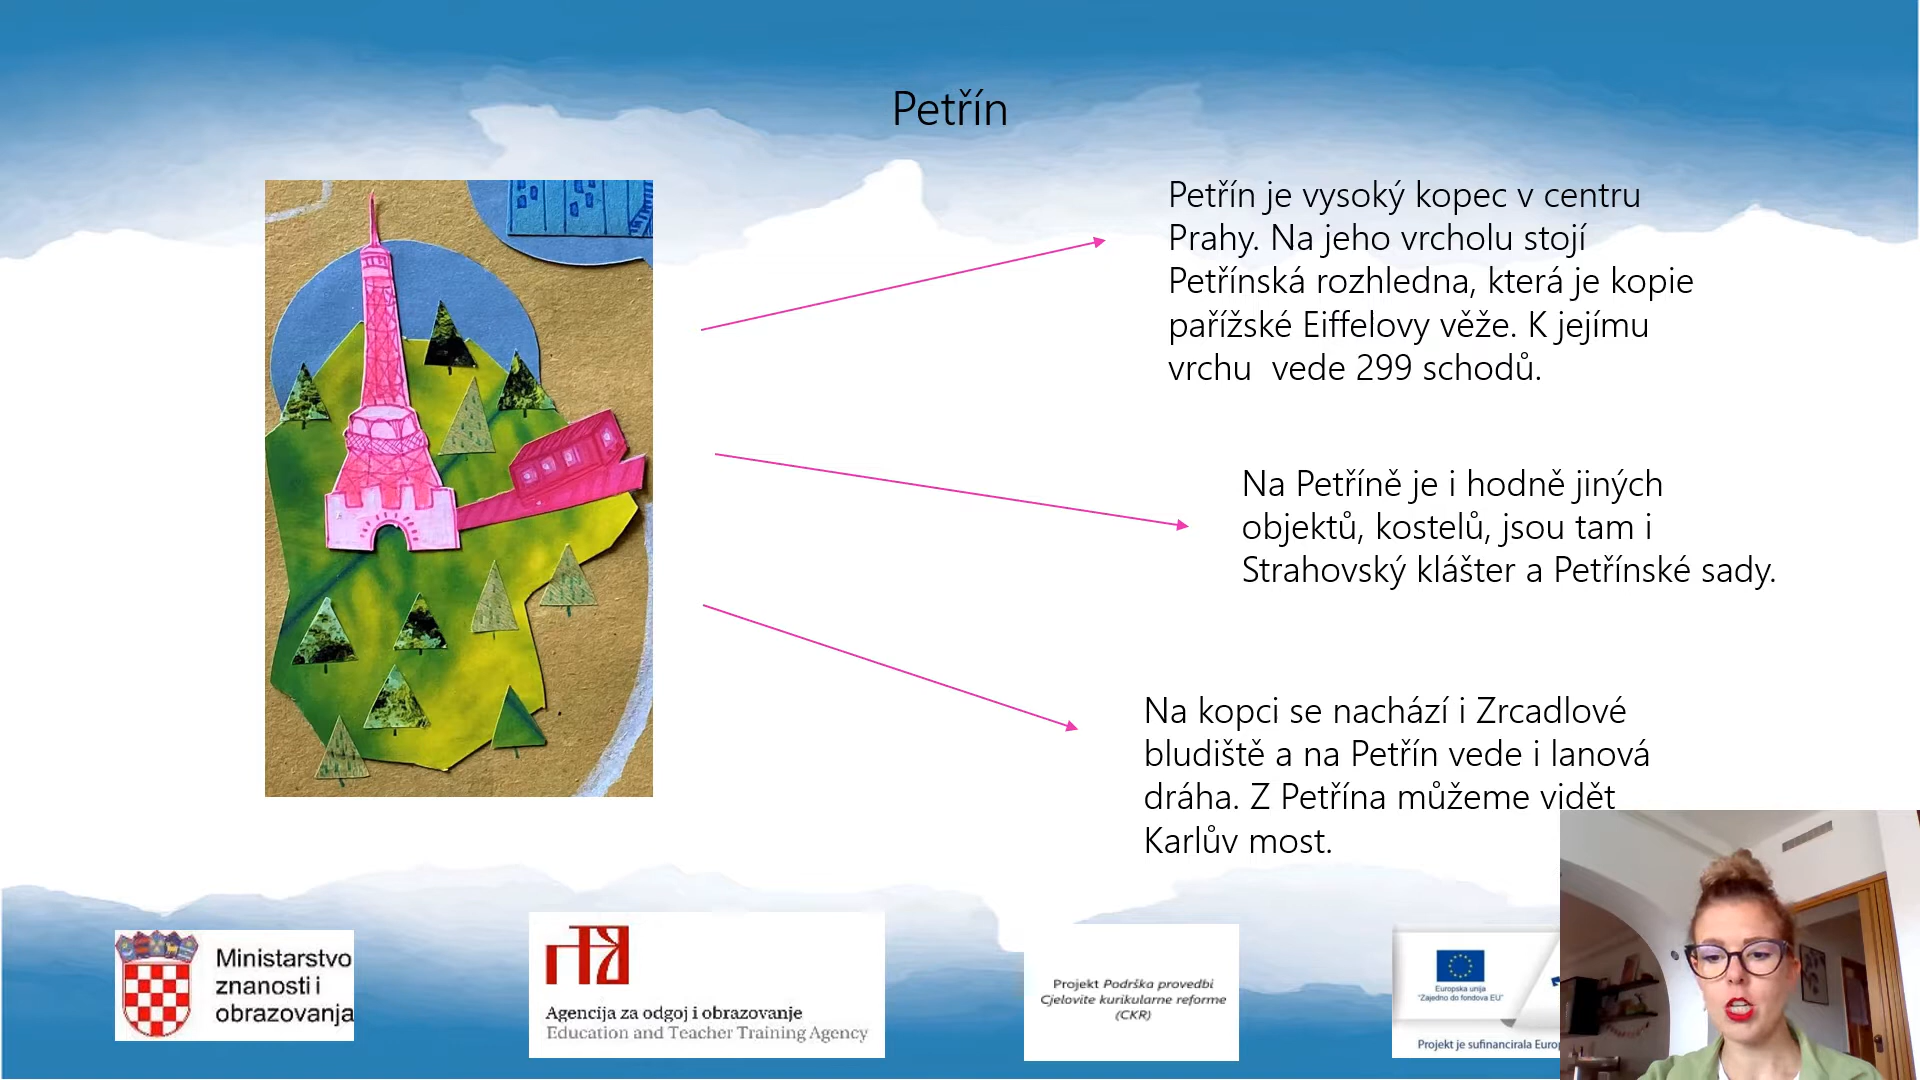 Petřín
Petřín je vysoký kopec v centru
Prahy. Na jeho vrcholu stojí
Petřínská rozhledna, která je kopie
pařížské Eiffelovy věže. K jejímu
vrchu  vede 299 schodů.
Na Petříně je i hodně jiných
objektů, kostelů, jsou tam i
Strahovský klášter a Petřínské sady.
Na kopci se nachází i Zrcadlové
bludiště a na Petřín vede i lanová
dráha. Z Petřína můžeme vidět
Karlův most.
Ministarstvo
znanosti i
obrazovanja
Agencija za odgoj i obrazovanje
Education and Teacher Training Agency
Projekt Podrška provedbi
Cjelovite kurikularne reforme
(CKR)
Europska unija
"Zajedno do fondova EU"
Projekt je sufinancirala